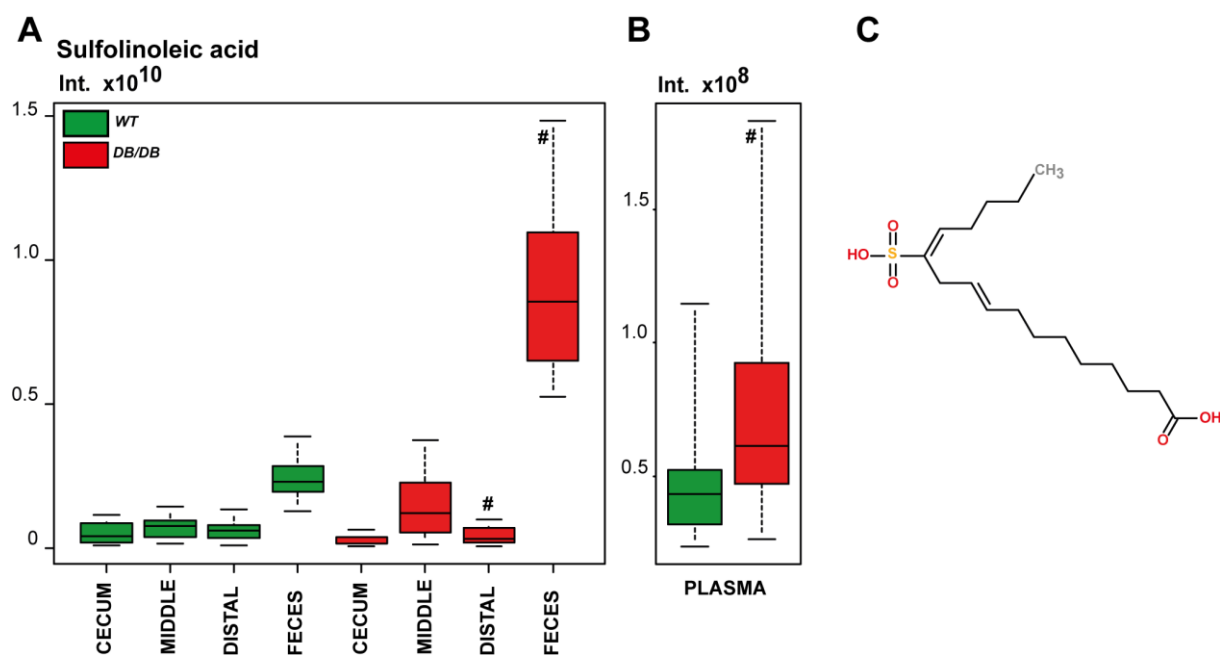 A
Sulfolinoleic acid
Int. x10^10
1.5
1.0
0.5
0
WT
DB/DB
#
#
CECUM
MIDDLE
DISTAL
FECES
CECUM
MIDDLE
DISTAL
FECES
B
Int. x10^8
1.5
1.0
0.5
#
PLASMA
C
CH3
O
HO S
O
OH
O